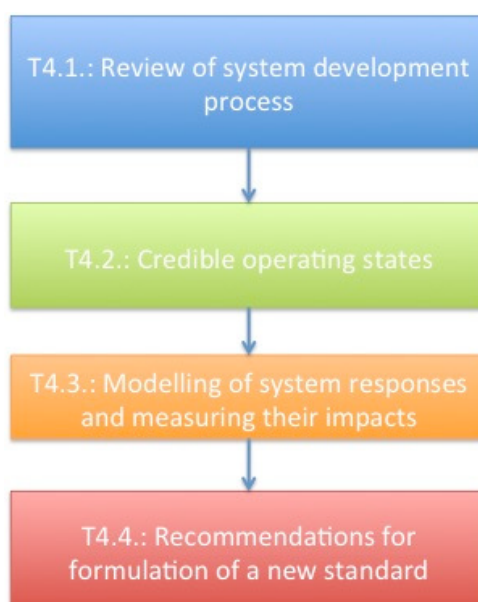 T4.1.: Review of system development
process
T4.2.: Credible operating states
T4.3.: Modelling of system responses
and measuring their impacts
T4.4.: Recommendations for
formulation of a new standard